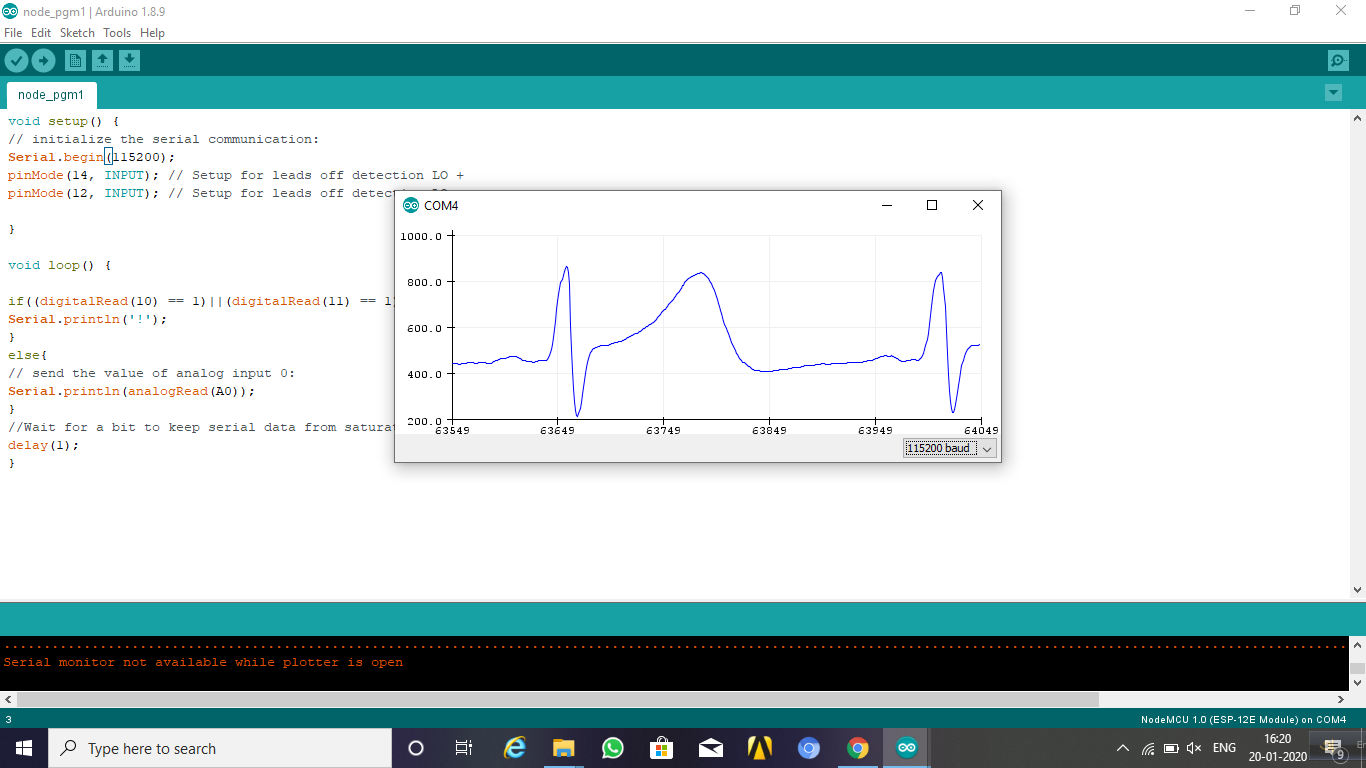 node_pgm1 | Arduino 1.8.9
File Edit Sketch Tools Help
node_pgm1
void setup() {
// initialize the serial communication:
Serial.begin(115200);
pinMode(14, INPUT); // Setup for leads off detection LO +
pinMode(12, INPUT); // Setup for leads off
}
void loop() {
if((digitalRead(10) == 1)||(digitalRead(11) == 1
Serial.println('!');
}
else{
// send the value of analog input 0:
Serial.println(analogRead(A0));
}
//Wait for a bit to keep serial data from
delay(1);
}
COM4
1000.0
800.0
600.0
400.0
200.0
63549 63649 63749 63849 63949 64049
115200 baud
Serial monitor not available while plotter is open
3
NodeMCU 1.0 (ESP-12E Module) on COM4
Type here to search
ENG
16:20
20-01-2020
9